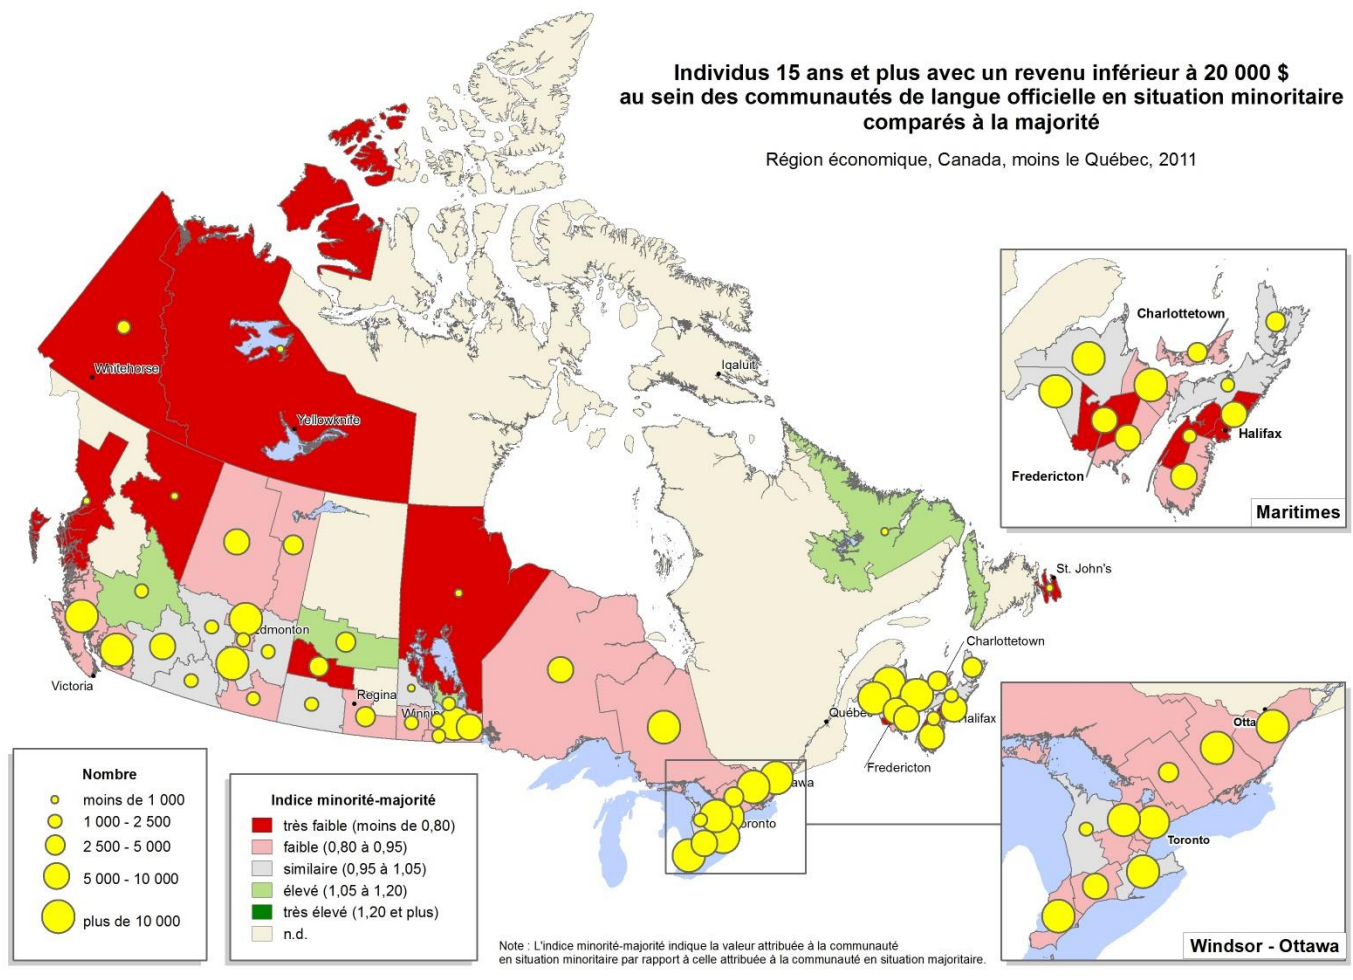 Individus 15 ans et plus avec un revenu inférieur à 20 000 $
au sein des communautés de langue officielle en situation minoritaire
comparés à la majorité
Région économique, Canada, moins le Québec, 2011
Charlottetown
Halifax
Fredericton
Maritimes
Whitehorse
Yellowknife
Iqaluit
St. John's
Charlottetown
Edmonton
Victoria
Regina
Winni
Québec
alifax
Fredericton
awa
oronto
Otta
Toronto
Windsor - Ottawa
Nombre
moins de 1 000
1 000 - 2 500
2 500 - 5 000
5 000 - 10 000
plus de 10 000
Indice minorité-majorité
très faible (moins de 0,80)
faible (0,80 à 0,95)
similaire (0,95 à 1,05)
élevé (1,05 à 1,20)
très élevé (1,20 et plus)
n.d.
Note : L'indice minorité-majorité indique la valeur attribuée à la communauté
en situation minoritaire par rapport à celle attribuée à la communauté en situation majoritaire.